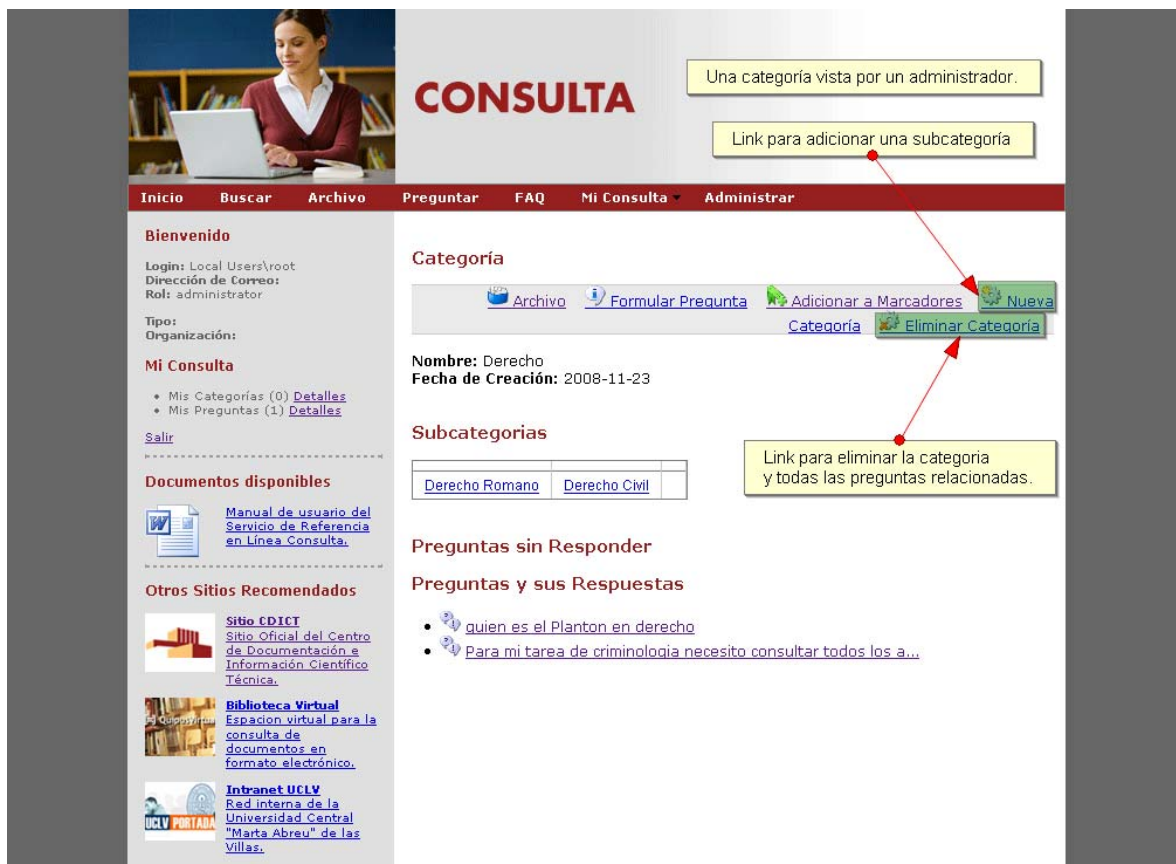 CONSULTA
Una categoría vista por un administrador.
Link para adicionar una subcategoría
Inicio Buscar Archivo Preguntar FAQ Mi Consulta Administrar
Bienvenido
Login: Local Users\root
Dirección de Correo:
Rol: administrator
Tipo:
Organización:
Mi Consulta
Mis Categorías (0) Detalles
Mis Preguntas (1) Detalles
Salir
Documentos disponibles
Manual de usuario del
Servicio de Referencia
en Línea Consulta.
Otros Sitios Recomendados
Sitio CDICT
Sitio Oficial del Centro
de Documentación e
Información Científico
Técnica.
Biblioteca Virtual
Espacion virtual para la
consulta de
documentos en
formato electrónico.
UCLV PORTADA
Intranet UCLV
Red interna de la
Universidad Central
"Marta Abreu" de las
Villas.
Categoría
Archivo Formular Pregunta Adicionar a Marcadores Nueva
Categoría Eliminar Categoría
Nombre: Derecho
Fecha de Creación: 2008-11-23
Subcategorias
Derecho Romano Derecho Civil
Link para eliminar la categoria
y todas las preguntas relacionadas.
Preguntas sin Responder
Preguntas y sus Respuestas
quien es el Planton en derecho
Para mi tarea de criminologia necesito consultar todos los a...